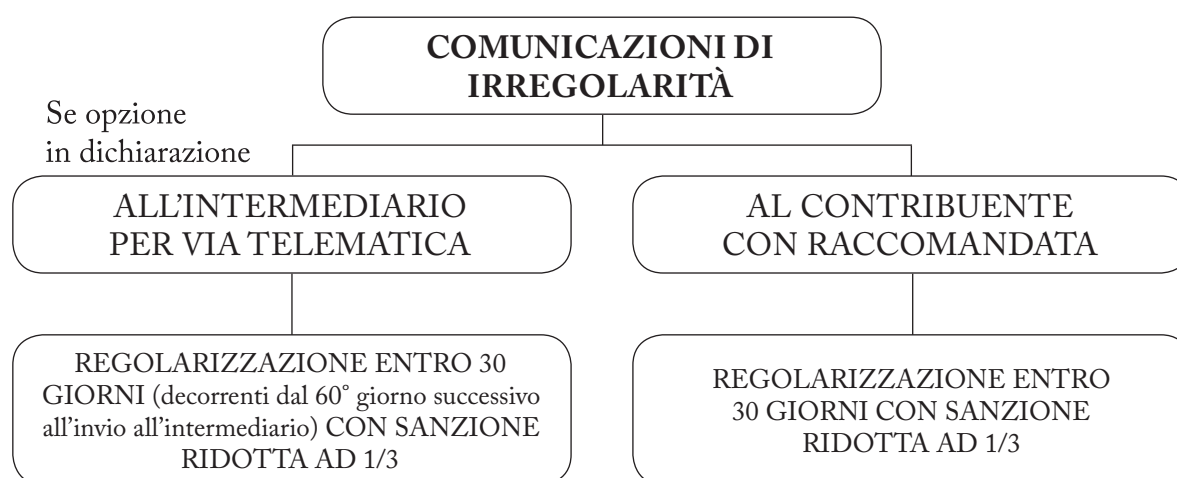 COMUNICAZIONI DI
IRREGOLARITÀ
Se opzione
in dichiarazione
ALL’INTERMEDIARIO
PER VIA TELEMATICA
AL CONTRIBUENTE
CON RACCOMANDATA
REGOLARIZZAZIONE ENTRO 30
GIORNI (decorrenti dal 60° giorno successivo
all’invio all’intermediario) CON SANZIONE
RIDOTTA AD 1/3
REGOLARIZZAZIONE ENTRO
30 GIORNI CON SANZIONE
RIDOTTA AD 1/3